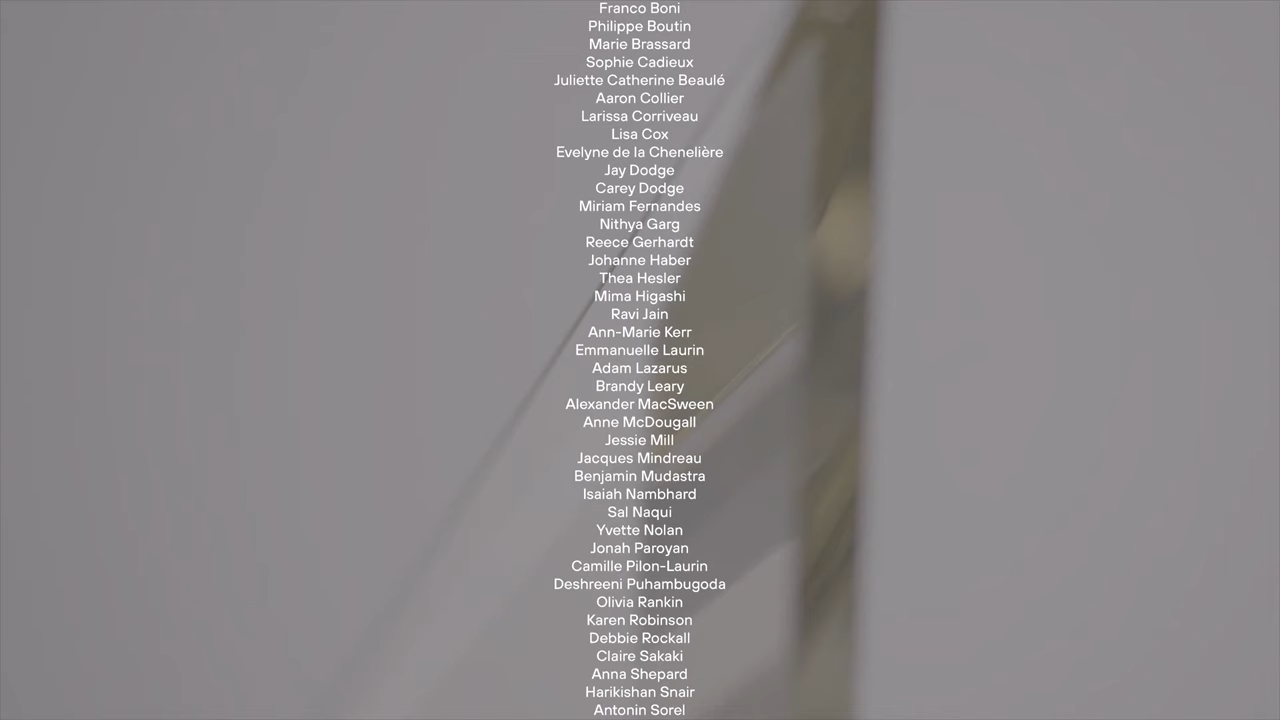 Franco Boni
Philippe Boutin
Marie Brassard
Sophie Cadieux
Juliette Catherine Beaulé
Aaron Collier
Larissa Corriveau
Lisa Cox
Evelyne de la Chenelière
Jay Dodge
Carey Dodge
Miriam Fernandes
Nithya Garg
Reece Gerhardt
Johanne Haber
Thea Hesler
Mima Higashi
Ravi Jain
Ann-Marie Kerr
Emmanuelle Laurin
Adam Lazarus
Brandy Leary
Alexander MacSween
Anne McDougall
Jessie Mill
Jacques Mindreau
Benjamin Mudastra
Isaiah Nambhard
Sal Naqui
Yvette Nolan
Jonah Paroyan
Camille Pilon-Laurin
Deshreeni Puhambugoda
Olivia Rankin
Karen Robinson
Debbie Rockall
Claire Sakaki
Anna Shepard
Harikishan Snair
Antonin Sorel